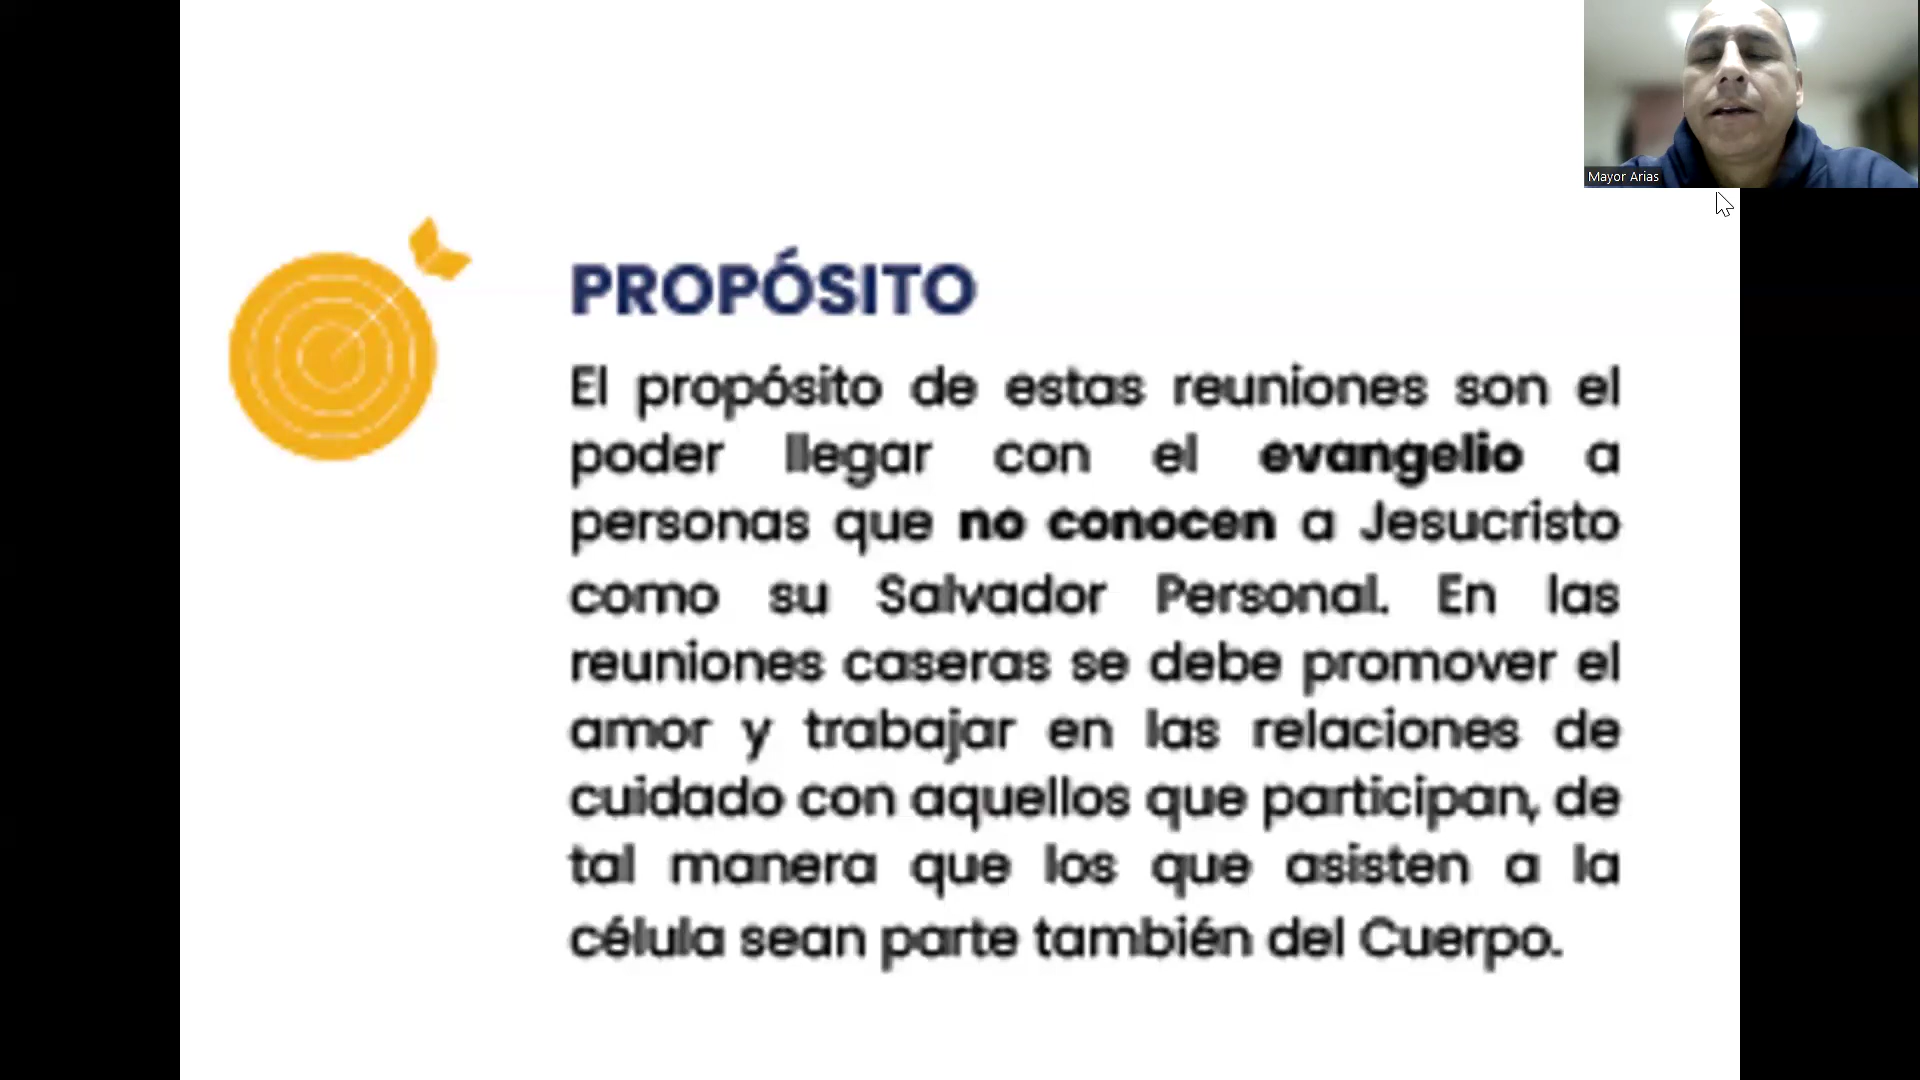 Mayor Arias
PROPÓSITO
El propósito de estas reuniones son el
poder llegar con el evangelio a
personas que no conocen a Jesucristo
como su Salvador Personal. En las
reuniones caseras se debe promover el
amor y trabajar en las relaciones de
cuidado con aquellos que participan, de
tal manera que los que asisten a la
célula sean parte también del Cuerpo.